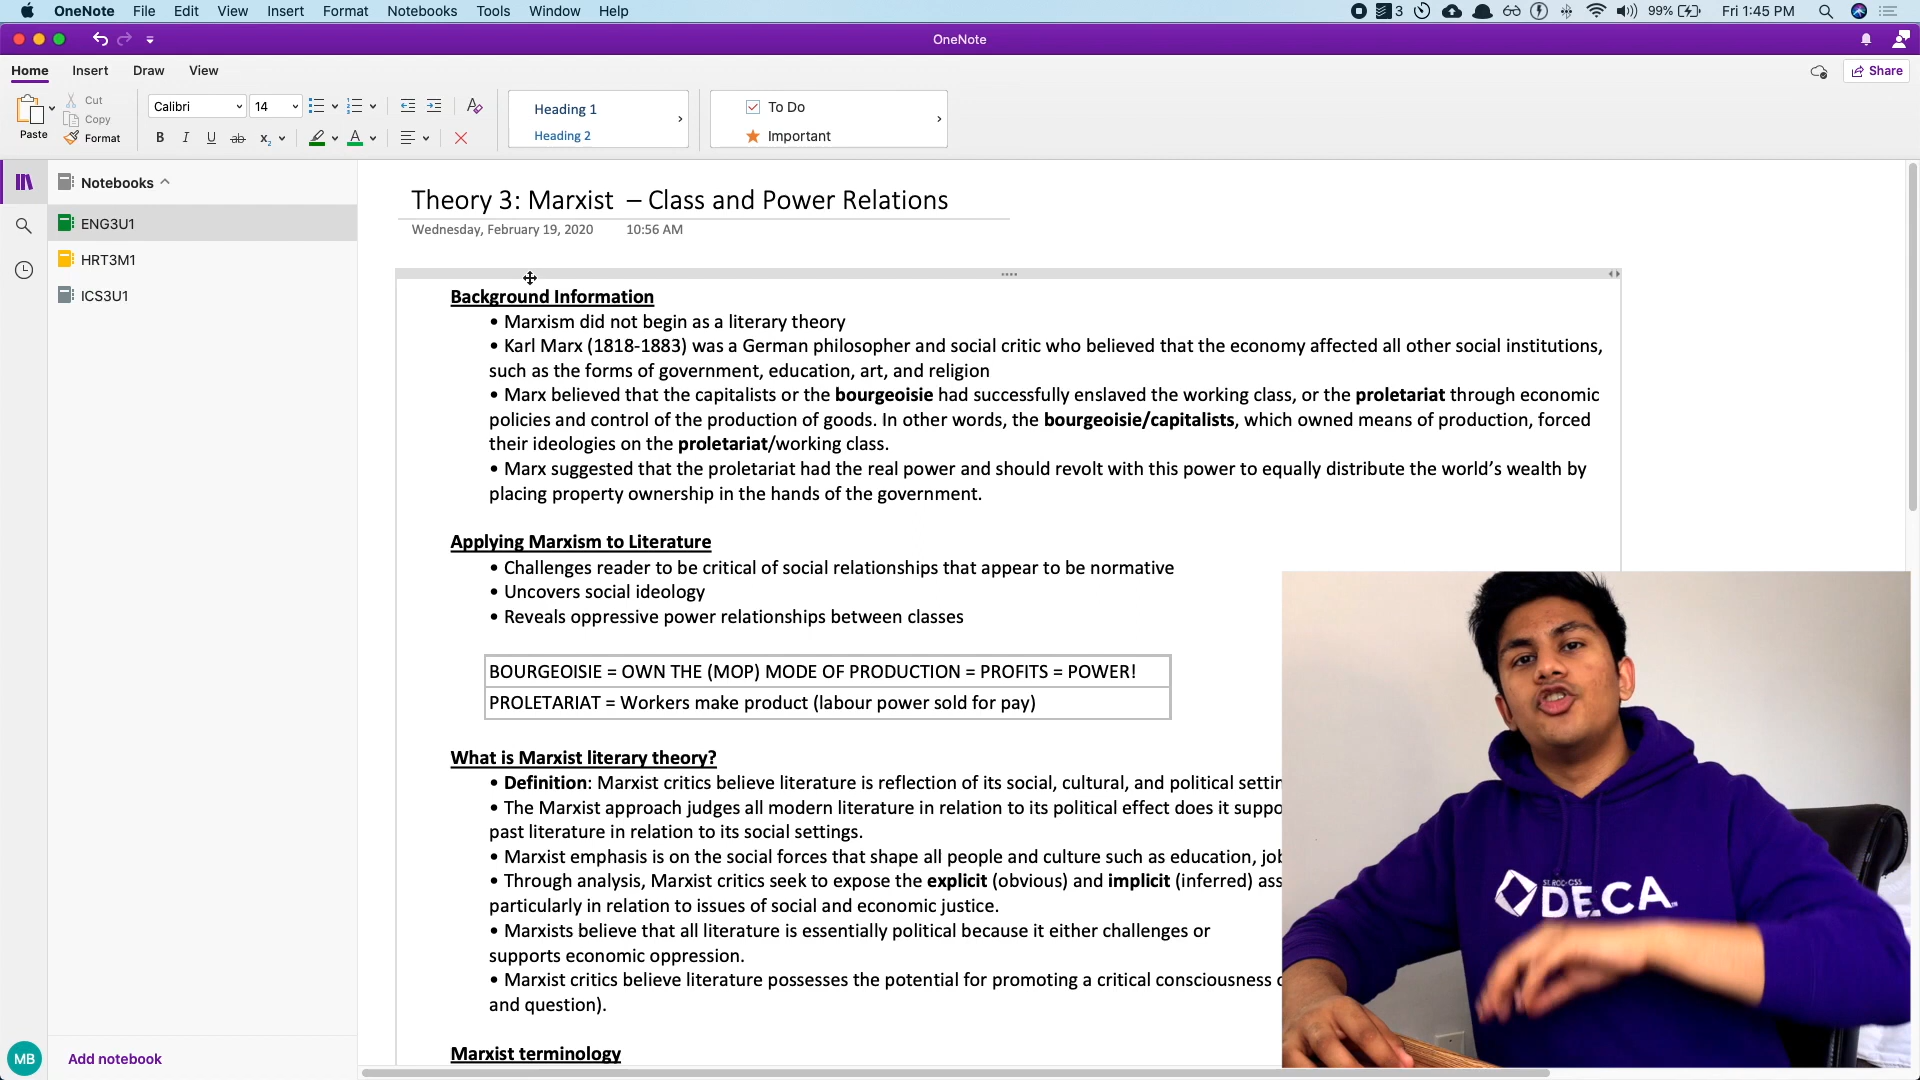 OneNote File Edit View Insert Format Notebooks Tools Window Help 3 99% Fri 1:45 PM
OneNote
Home Insert Draw View Share
Paste Cut Copy Format Calibri 14 Heading 1 To Do
B I U ab x₂ A Heading 2 Important
Notebooks
ENG3U1
HRT3M1
ICS3U1
Theory 3: Marxist – Class and Power Relations
Wednesday, February 19, 2020 10:56 AM
Background Information
• Marxism did not begin as a literary theory
• Karl Marx (1818-1883) was a German philosopher and social critic who believed that the economy affected all other social institutions,
such as the forms of government, education, art, and religion
• Marx believed that the capitalists or the bourgeoisie had successfully enslaved the working class, or the proletariat through economic
policies and control of the production of goods. In other words, the bourgeoisie/capitalists, which owned means of production, forced
their ideologies on the proletariat/working class.
• Marx suggested that the proletariat had the real power and should revolt with this power to equally distribute the world's wealth by
placing property ownership in the hands of the government.
Applying Marxism to Literature
• Challenges reader to be critical of social relationships that appear to be normative
• Uncovers social ideology
• Reveals oppressive power relationships between classes
BOURGEOISIE = OWN THE (MOP) MODE OF PRODUCTION = PROFITS = POWER!
PROLETARIAT = Workers make product (labour power sold for pay)
What is Marxist literary theory?
• Definition: Marxist critics believe literature is reflection of its social, cultural, and political settin
• The Marxist approach judges all modern literature in relation to its political effect does it suppo
past literature in relation to its social settings.
• Marxist emphasis is on the social forces that shape all people and culture such as education, job
• Through analysis, Marxist critics seek to expose the explicit (obvious) and implicit (inferred) ass
particularly in relation to issues of social and economic justice.
• Marxists believe that all literature is essentially political because it either challenges or
supports economic oppression.
• Marxist critics believe literature possesses the potential for promoting a critical consciousness
and question).
Marxist terminology
MB Add notebook
DECA